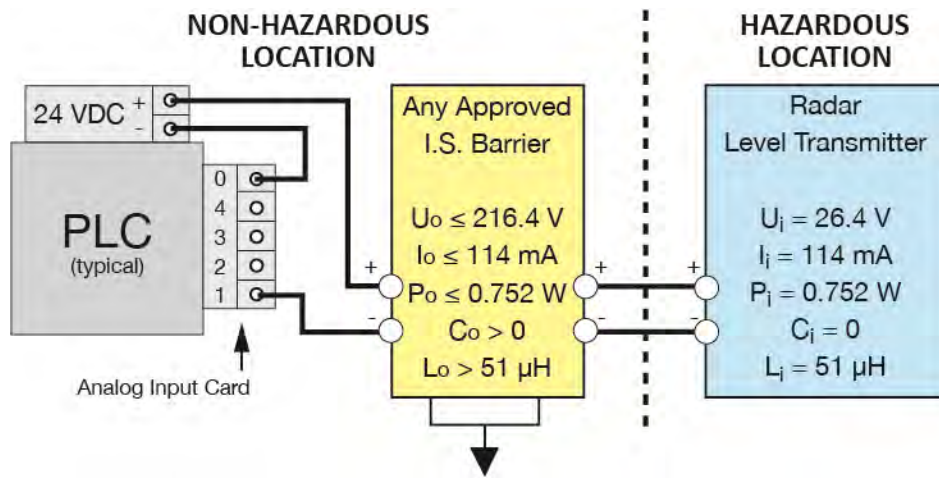 NON-HAZARDOUS
LOCATION
HAZARDOUS
LOCATION
24 VDC
+
-
PLC
(typical)
0
4
3
2
1
Analog Input Card
+
-
Any Approved
I.S. Barrier
Uo ≤ 216.4 V
Io ≤ 114 mA
Po ≤ 0.752 W
Co > 0
Lo > 51 µH
+
-
+
-
Radar
Level Transmitter
Ui = 26.4 V
Ii = 114 mA
Pi = 0.752 W
Ci = 0
Li = 51 µH